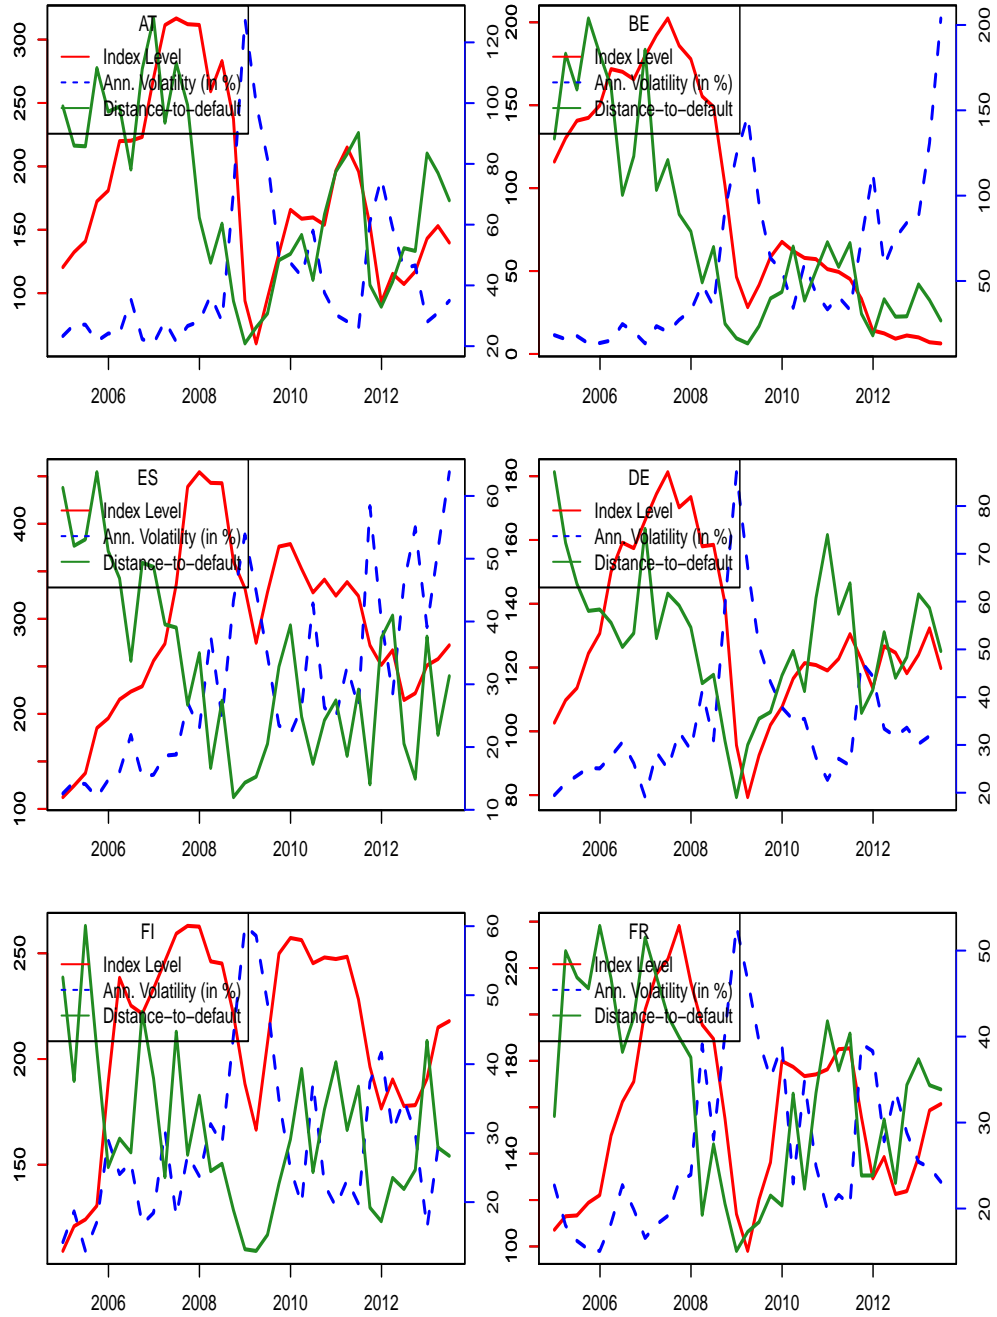 AT
Index Level
Ann. Volatility (in %)
Distance−to−default
100 150 200 250 300
20 40 60 80 100 120
2006 2008 2010 2012
BE
Index Level
Ann. Volatility (in %)
Distance−to−default
0 50 100 150 200
50 100 150 200
2006 2008 2010 2012
ES
Index Level
Ann. Volatility (in %)
Distance−to−default
100 200 300 400
10 20 30 40 50 60
2006 2008 2010 2012
DE
Index Level
Ann. Volatility (in %)
Distance−to−default
80 100 120 140 160 180
20 30 40 50 60 70 80
2006 2008 2010 2012
FI
Index Level
Ann. Volatility (in %)
Distance−to−default
150 200 250
20 30 40 50 60
2006 2008 2010 2012
FR
Index Level
Ann. Volatility (in %)
Distance−to−default
100 140 180 220
20 30 40 50
2006 2008 2010 2012